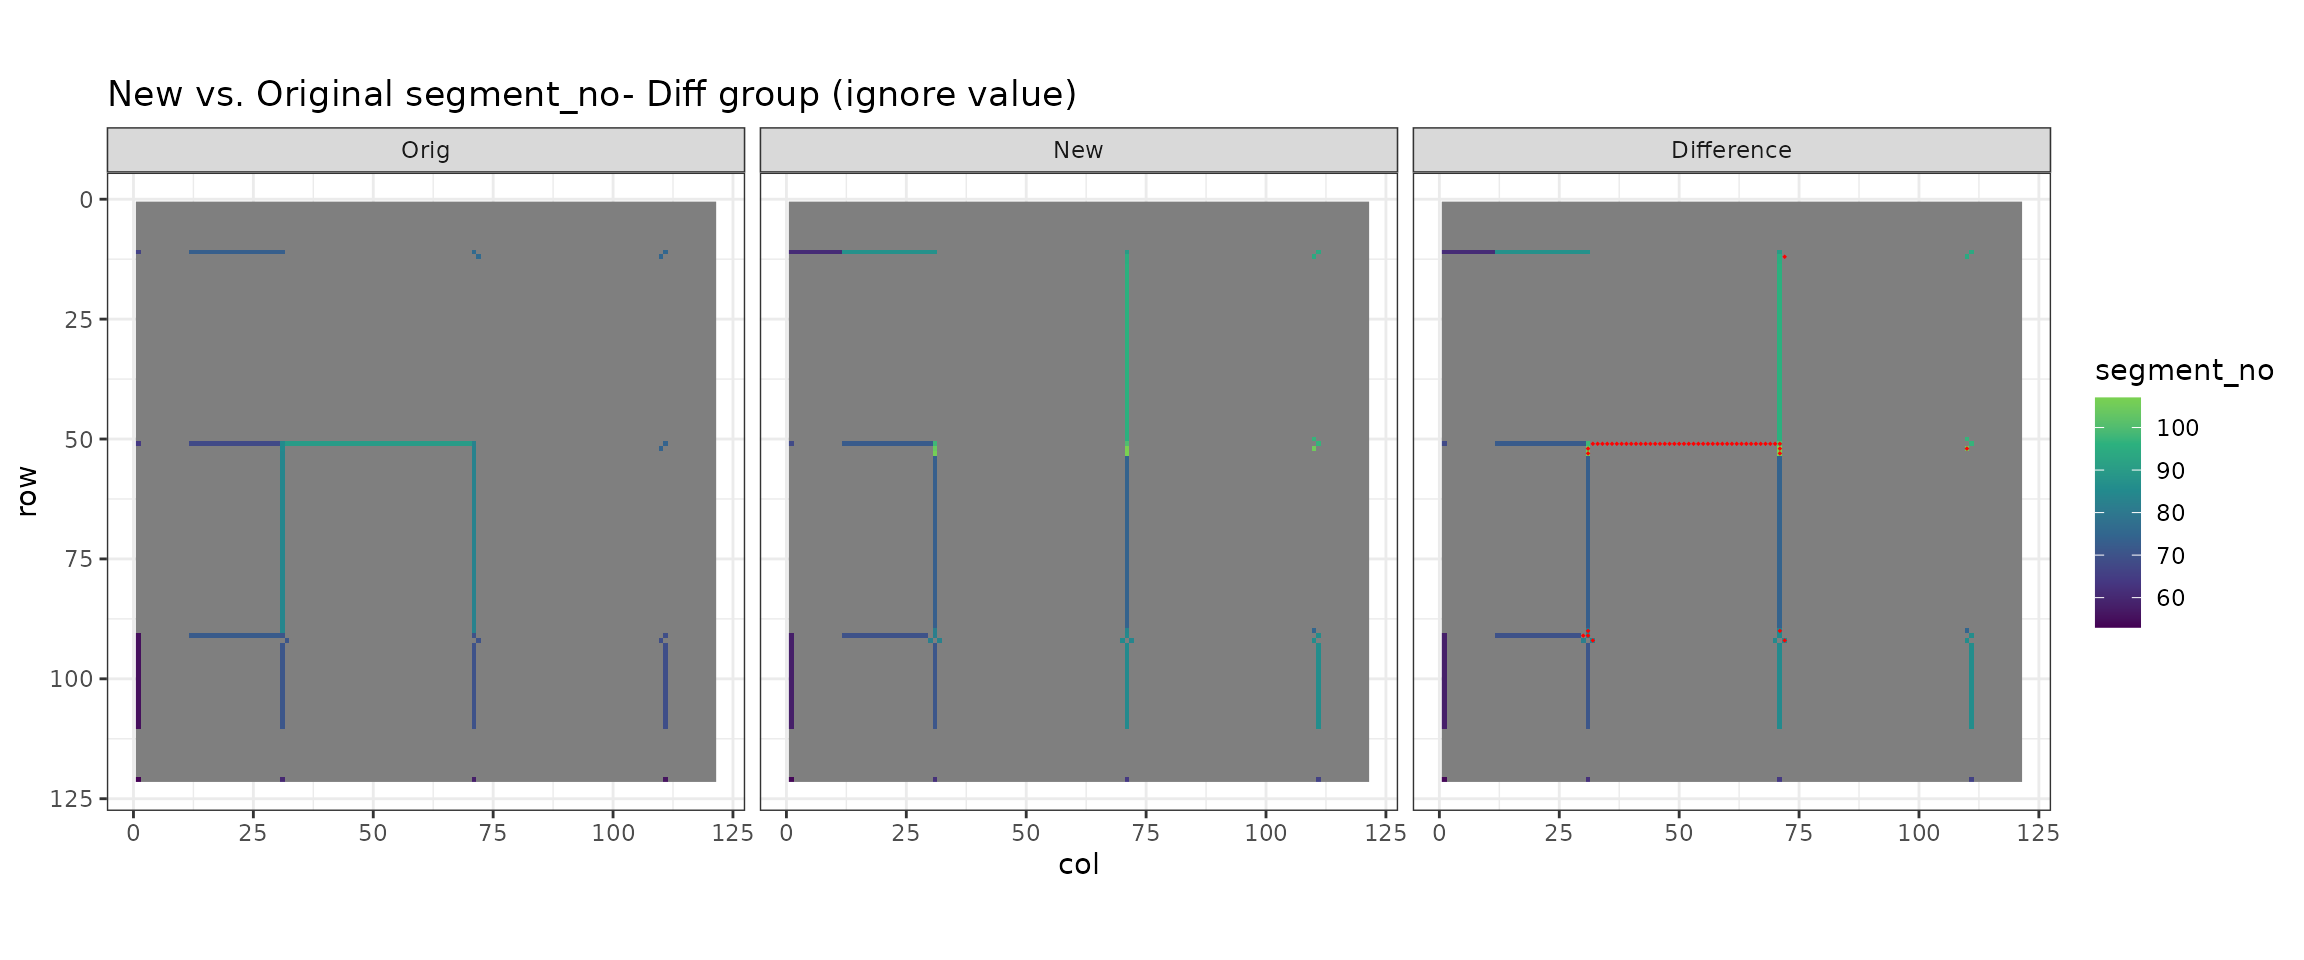 New vs. Original segment_no- Diff group (ignore value)
Orig
New
Difference
0
25
50
75
100
125
row
0 25 50 75 100 125
0 25 50 75 100 125
0 25 50 75 100 125
col
segment_no
100
90
80
70
60